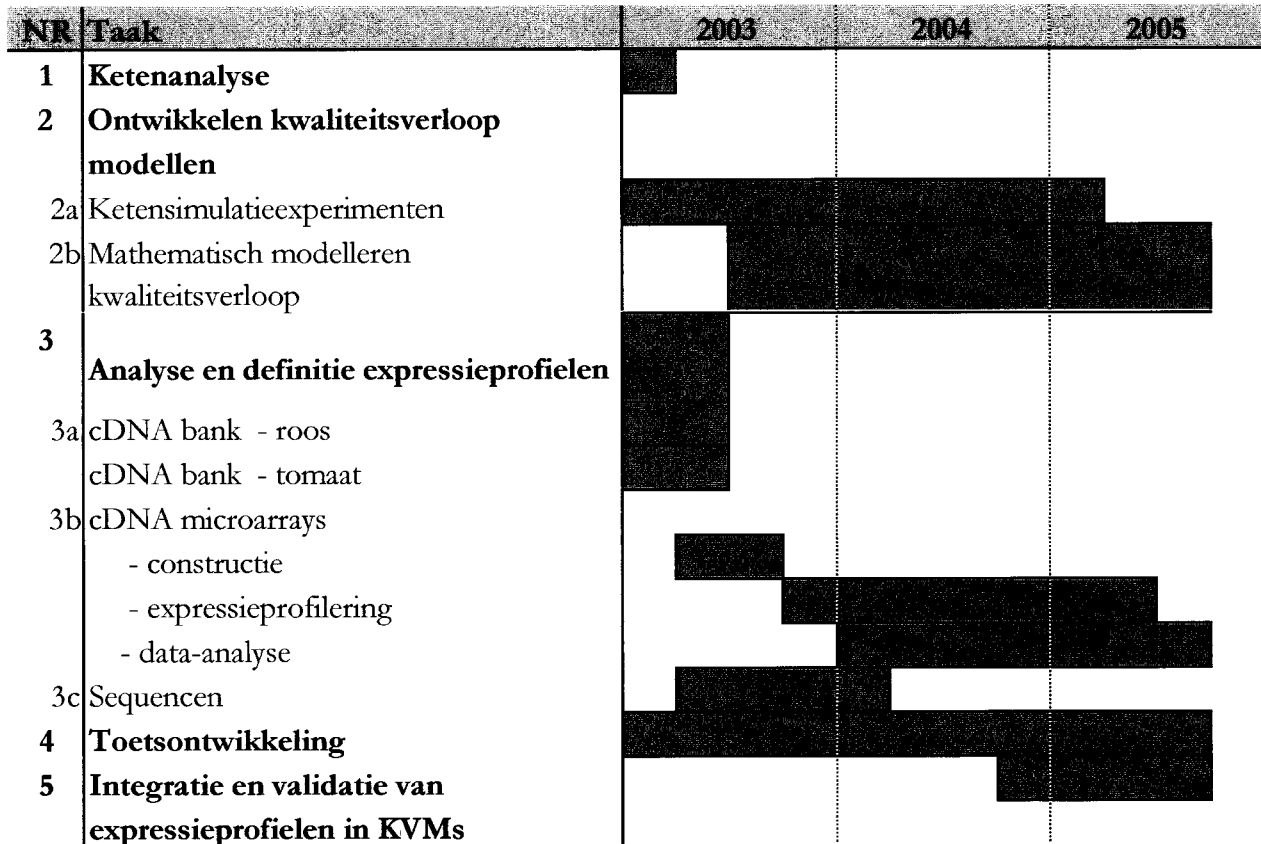 NR Taak 2003 2004 2005
1 Ketenanalyse
2 Ontwikkelen kwaliteitsverloop
modellen
2a Ketensimulatieexperimenten
2b Mathematisch modelleren
kwaliteitsverloop
3
Analyse en definitie expressieprofielen
3a cDNA bank - roos
cDNA bank - tomaat
3b cDNA microarrays
- constructie
- expressieprofilering
- data-analyse
3c Sequencen
4 Toetsontwikkeling
5 Integratie en validatie van
expressieprofielen in KVMs